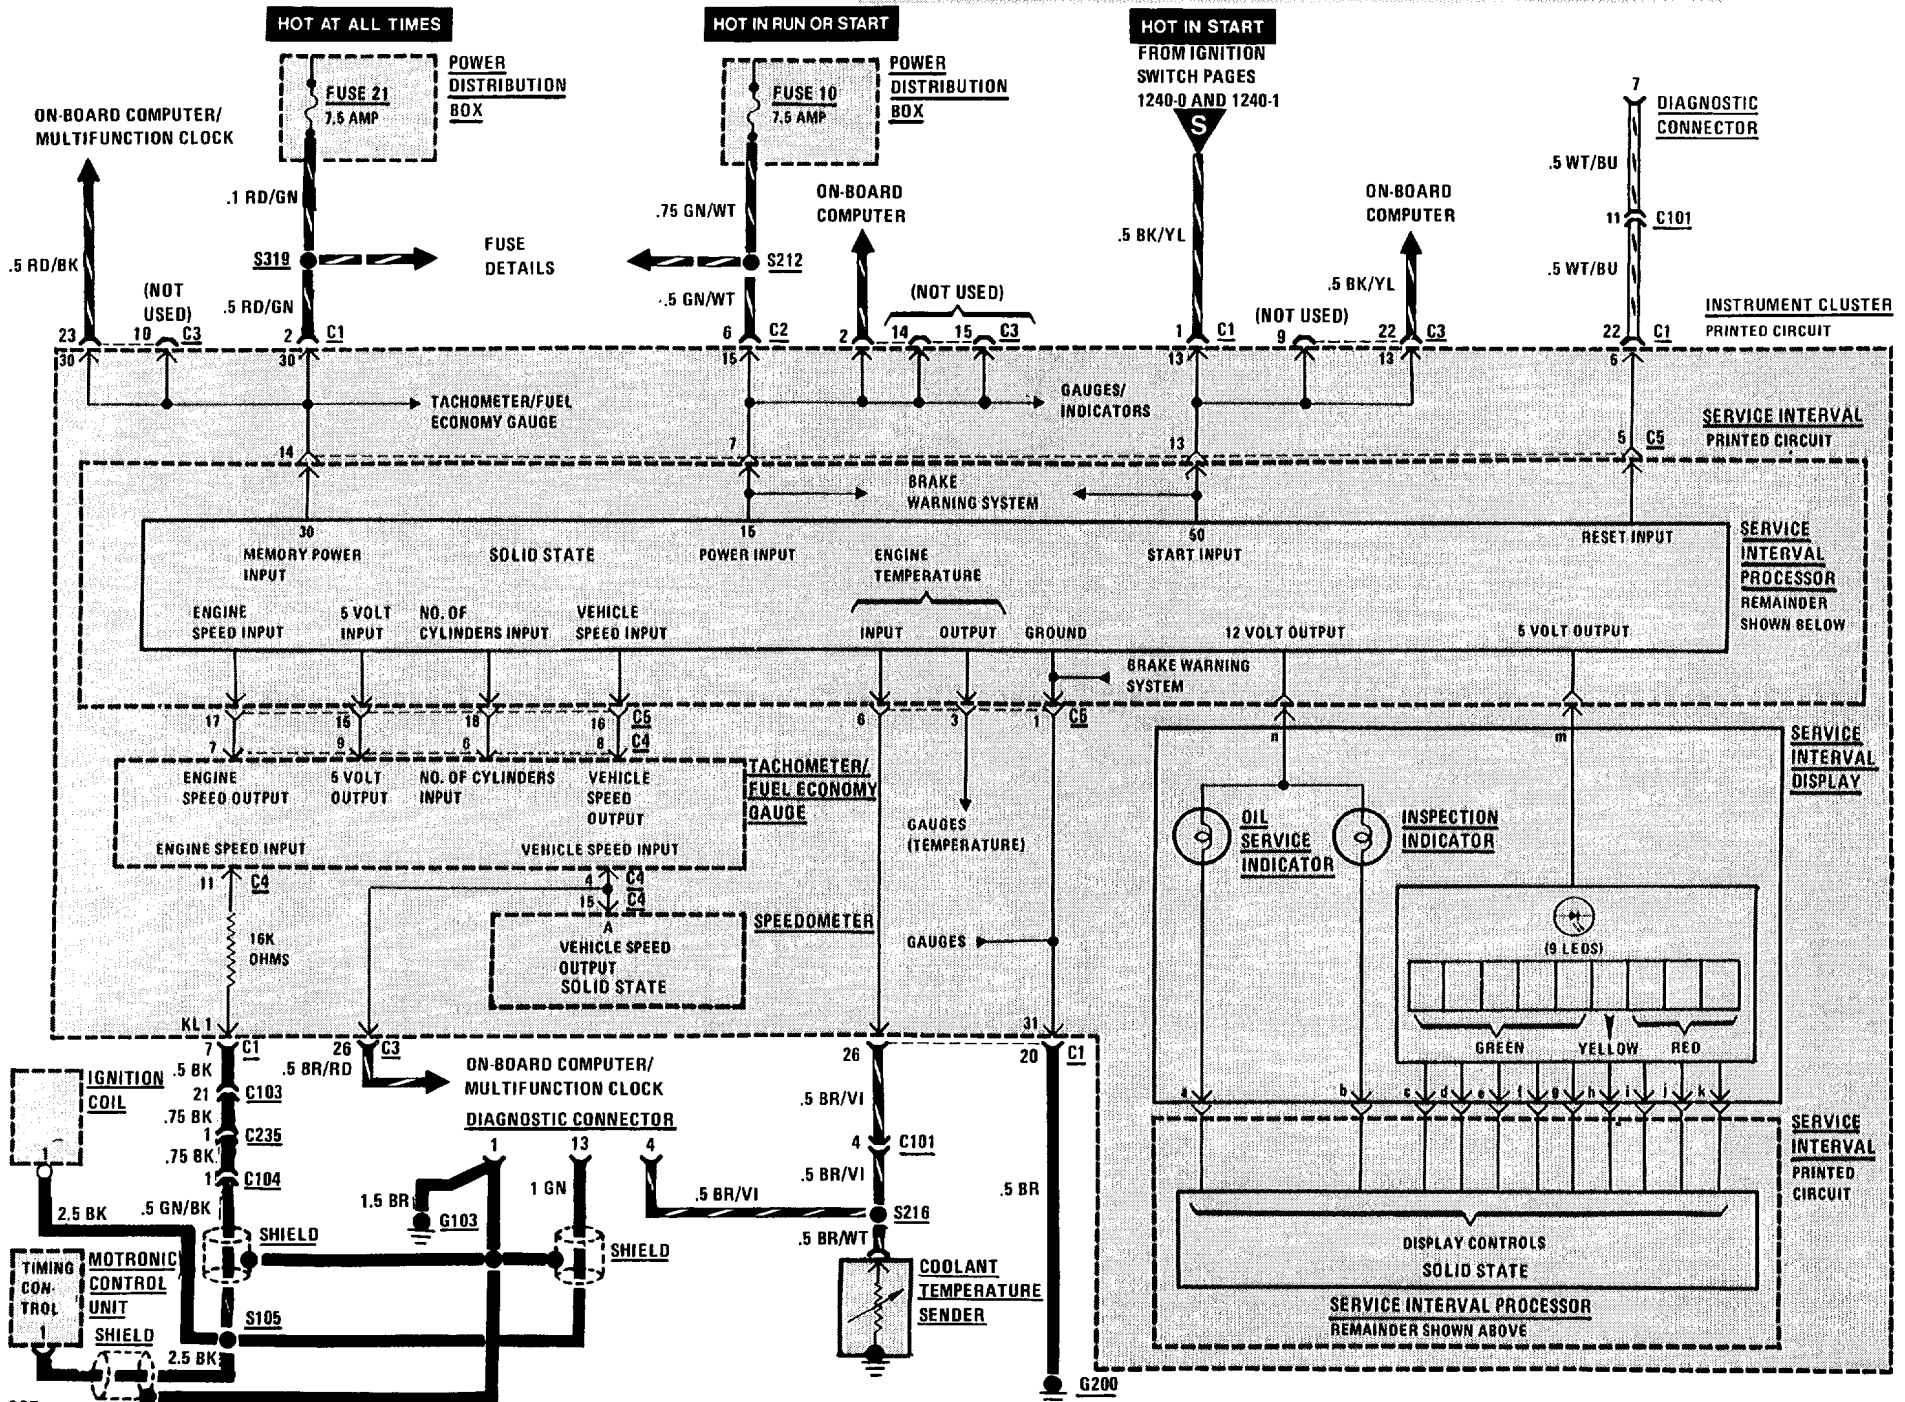 HOT AT ALL TIMES
HOT IN RUN OR START
HOT IN START
FROM IGNITION
SWITCH PAGES
1240-0 AND 1240-1
S
POWER
DISTRIBUTION
BOX
FUSE 21
7.5 AMP
POWER
DISTRIBUTION
BOX
FUSE 10
7.5 AMP
7
DIAGNOSTIC
CONNECTOR
ON-BOARD COMPUTER/
MULTIFUNCTION CLOCK
.1 RD/GN
.75 GN/WT
ON-BOARD
COMPUTER
.5 BK/YL
ON-BOARD
COMPUTER
.5 WT/BU
11
C101
.5 WT/BU
.5 RD/BK
S319
FUSE
DETAILS
S212
(NOT
USED)
.5 RD/GN
.5 GN/WT
(NOT USED)
(NOT USED)
.5 BK/YL
INSTRUMENT CLUSTER
PRINTED CIRCUIT
23
19
C3
2
C1
6
C2
2
14
15
C3
1
C1
9
22
C3
22
C1
30
30
15
13
13
6
TACHOMETER/FUEL
ECONOMY GAUGE
GAUGES/
INDICATORS
SERVICE INTERVAL
PRINTED CIRCUIT
14
7
13
5
C5
BRAKE
WARNING SYSTEM
30
MEMORY POWER
INPUT
SOLID STATE
15
POWER INPUT
ENGINE
TEMPERATURE
50
START INPUT
RESET INPUT
SERVICE
INTERVAL
PROCESSOR
REMAINDER
SHOWN BELOW
ENGINE
SPEED INPUT
5 VOLT
INPUT
NO. OF
CYLINDERS INPUT
VEHICLE
SPEED INPUT
INPUT
OUTPUT
GROUND
12 VOLT OUTPUT
5 VOLT OUTPUT
BRAKE WARNING
SYSTEM
17
15
18
16
C5
6
3
1
C6
7
9
6
8
C4
n
m
SERVICE
INTERVAL
DISPLAY
ENGINE
SPEED OUTPUT
5 VOLT
OUTPUT
NO. OF CYLINDERS
INPUT
VEHICLE
SPEED
OUTPUT
TACHOMETER/
FUEL ECONOMY
GAUGE
ENGINE SPEED INPUT
VEHICLE SPEED INPUT
GAUGES
(TEMPERATURE)
OIL
SERVICE
INDICATOR
INSPECTION
INDICATOR
11
C4
4
C4
15
C4
A
VEHICLE SPEED
OUTPUT
SOLID STATE
SPEEDOMETER
GAUGES
16K
OHMS
(9 LEDS)
GREEN
YELLOW
RED
KL 1
31
7
C1
26
C3
26
20
C1
.5 BK
.5 BR/RD
ON-BOARD COMPUTER/
MULTIFUNCTION CLOCK
a
b
c
d
e
f
g
h
i
j
k
IGNITION
COIL
1
21
C103
.75 BK
1
C235
.75 BK
1
C104
.5 GN/BK
DIAGNOSTIC CONNECTOR
1
13
4
.5 BR/VI
4
C101
.5 BR/VI
.5 BR/VI
1.5 BR
G103
1 GN
S216
.5 BR/WT
.5 BR
SERVICE
INTERVAL
PRINTED
CIRCUIT
2.5 BK
SHIELD
SHIELD
TIMING
CON-
TROL
1
MOTRONIC
CONTROL
UNIT
COOLANT
TEMPERATURE
SENDER
DISPLAY CONTROLS
SOLID STATE
SERVICE INTERVAL PROCESSOR
REMAINDER SHOWN ABOVE
SHIELD
S105
2.5 BK
G200